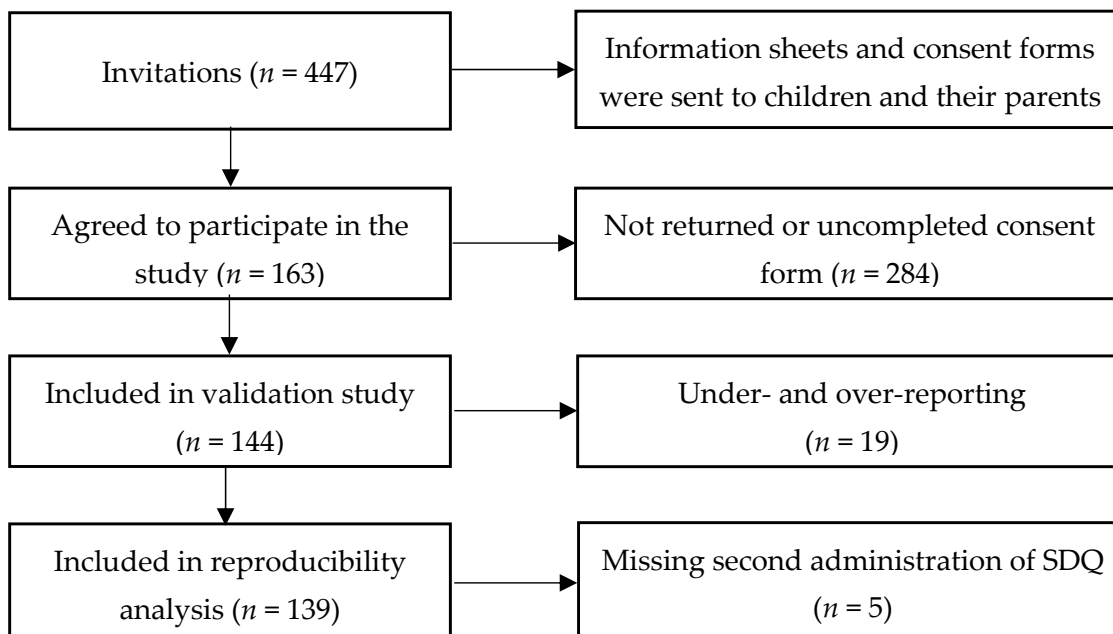 Invitations (n = 447)
Information sheets and consent forms
were sent to children and their parents
Agreed to participate in the
study (n = 163)
Not returned or uncompleted consent
form (n = 284)
Included in validation study
(n = 144)
Under- and over-reporting
(n = 19)
Included in reproducibility
analysis (n = 139)
Missing second administration of SDQ
(n = 5)